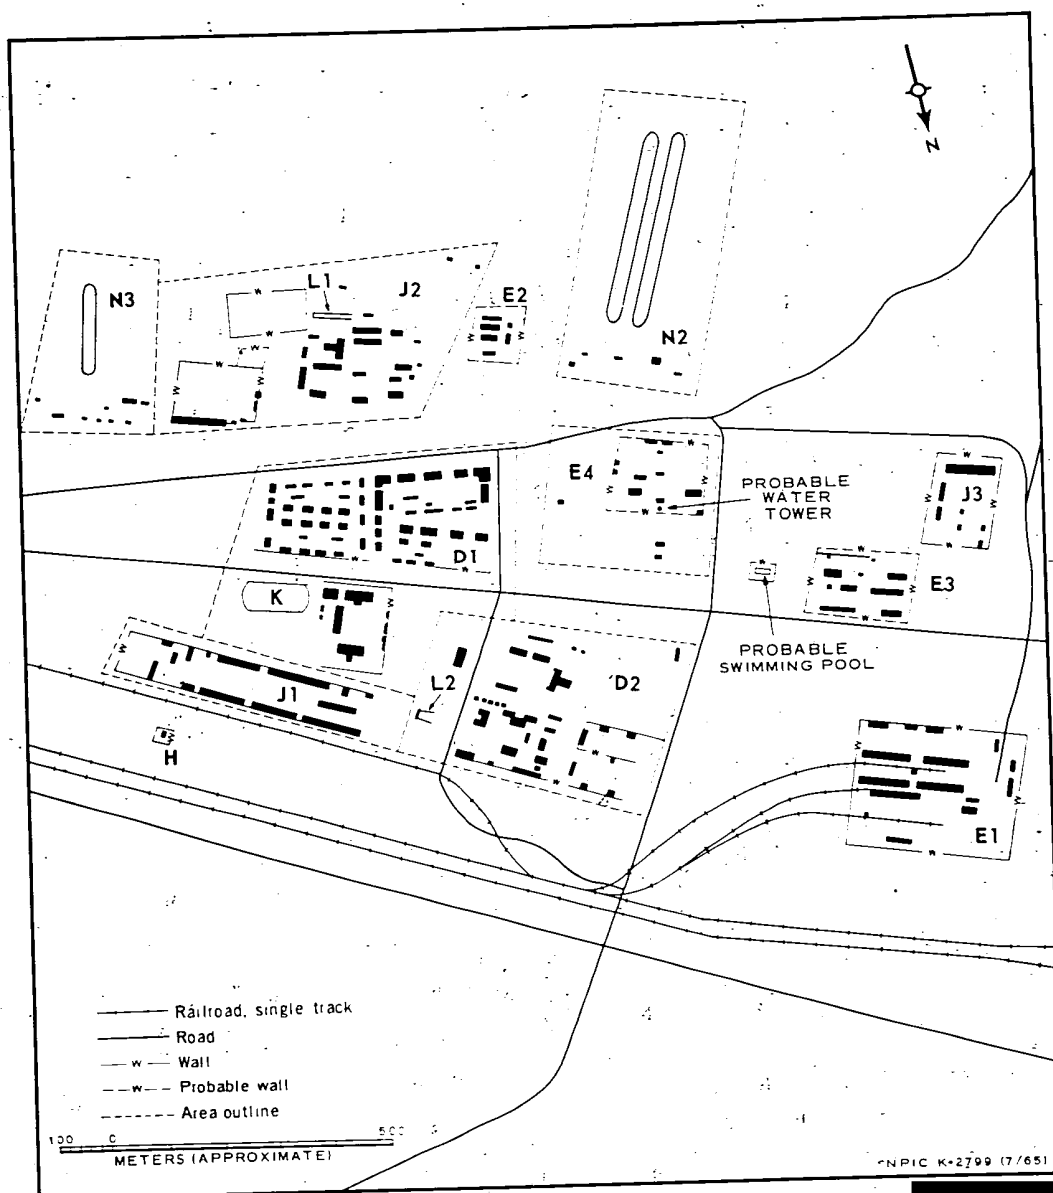 N
L1
J2
E2
N3
N2
W
W
W
W
W
W
W
W
E4
W
W
W
W
PROBABLE
WATER
TOWER
W
J3
W
W
D1
W
W
K
W
W
W
W
E3
W
W
PROBABLE
SWIMMING POOL
W
J1
L2
D2
W
H
W
W
W
W
W
E1
W
Railroad, single track
Road
W Wall
W Probable wall
Area outline
100 0 500
METERS (APPROXIMATE)
NPIC K-2799 (7/65)